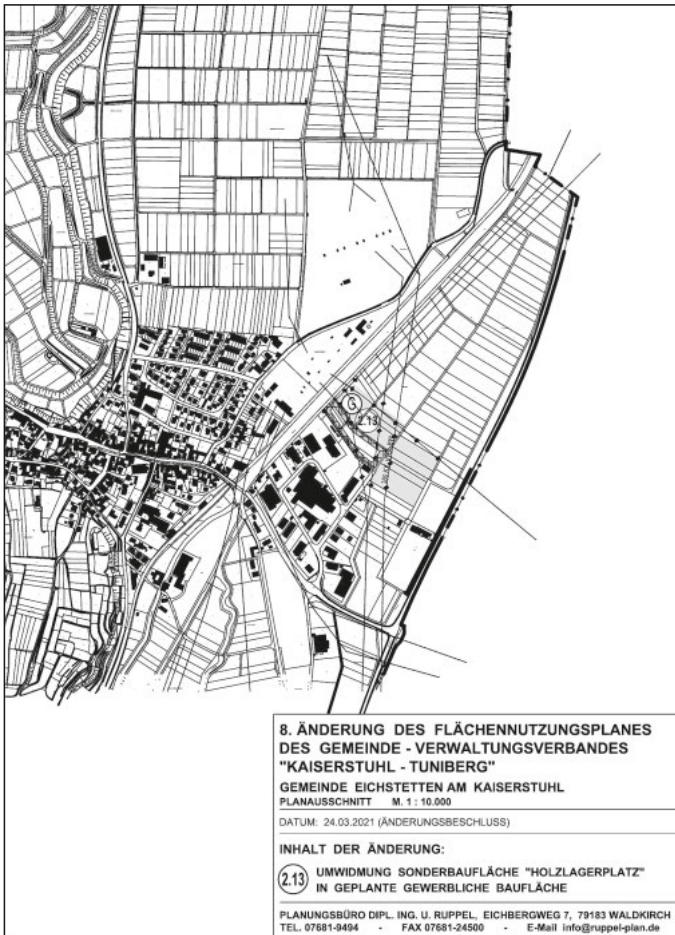 G
2.13
8. ÄNDERUNG DES FLÄCHENNUTZUNGSPLANES
DES GEMEINDE - VERWALTUNGSVERBANDES
"KAISERSTUHL - TUNIBERG"
GEMEINDE EICHSTETTEN AM KAISERSTUHL
PLANAUSSCHNITT M. 1 : 10.000
DATUM: 24.03.2021 (ÄNDERUNGSBESCHLUSS)
INHALT DER ÄNDERUNG:
2.13 UMWIDMUNG SONDERBAUFLÄCHE "HOLZLAGERPLATZ"
IN GEPLANTE GEWERBLICHE BAUFLÄCHE
PLANUNGSBÜRO DIPL. ING. U. RUPPEL, EICHBERGWEG 7, 79183 WALDKIRCH
TEL. 07681-9494 - FAX 07681-24500 - E-Mail info@ruppel-plan.de